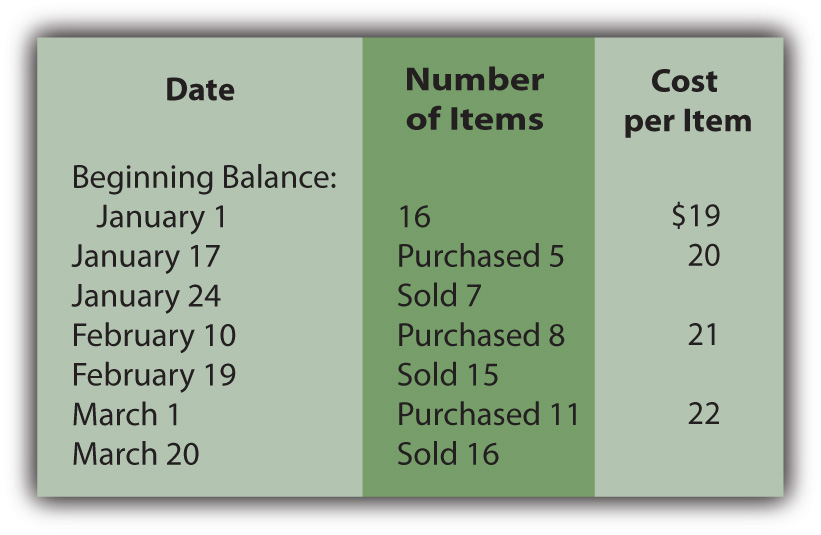 Date Number of Items Cost per Item
Beginning Balance:
January 1 16 $19
January 17 Purchased 5 20
January 24 Sold 7
February 10 Purchased 8 21
February 19 Sold 15
March 1 Purchased 11 22
March 20 Sold 16